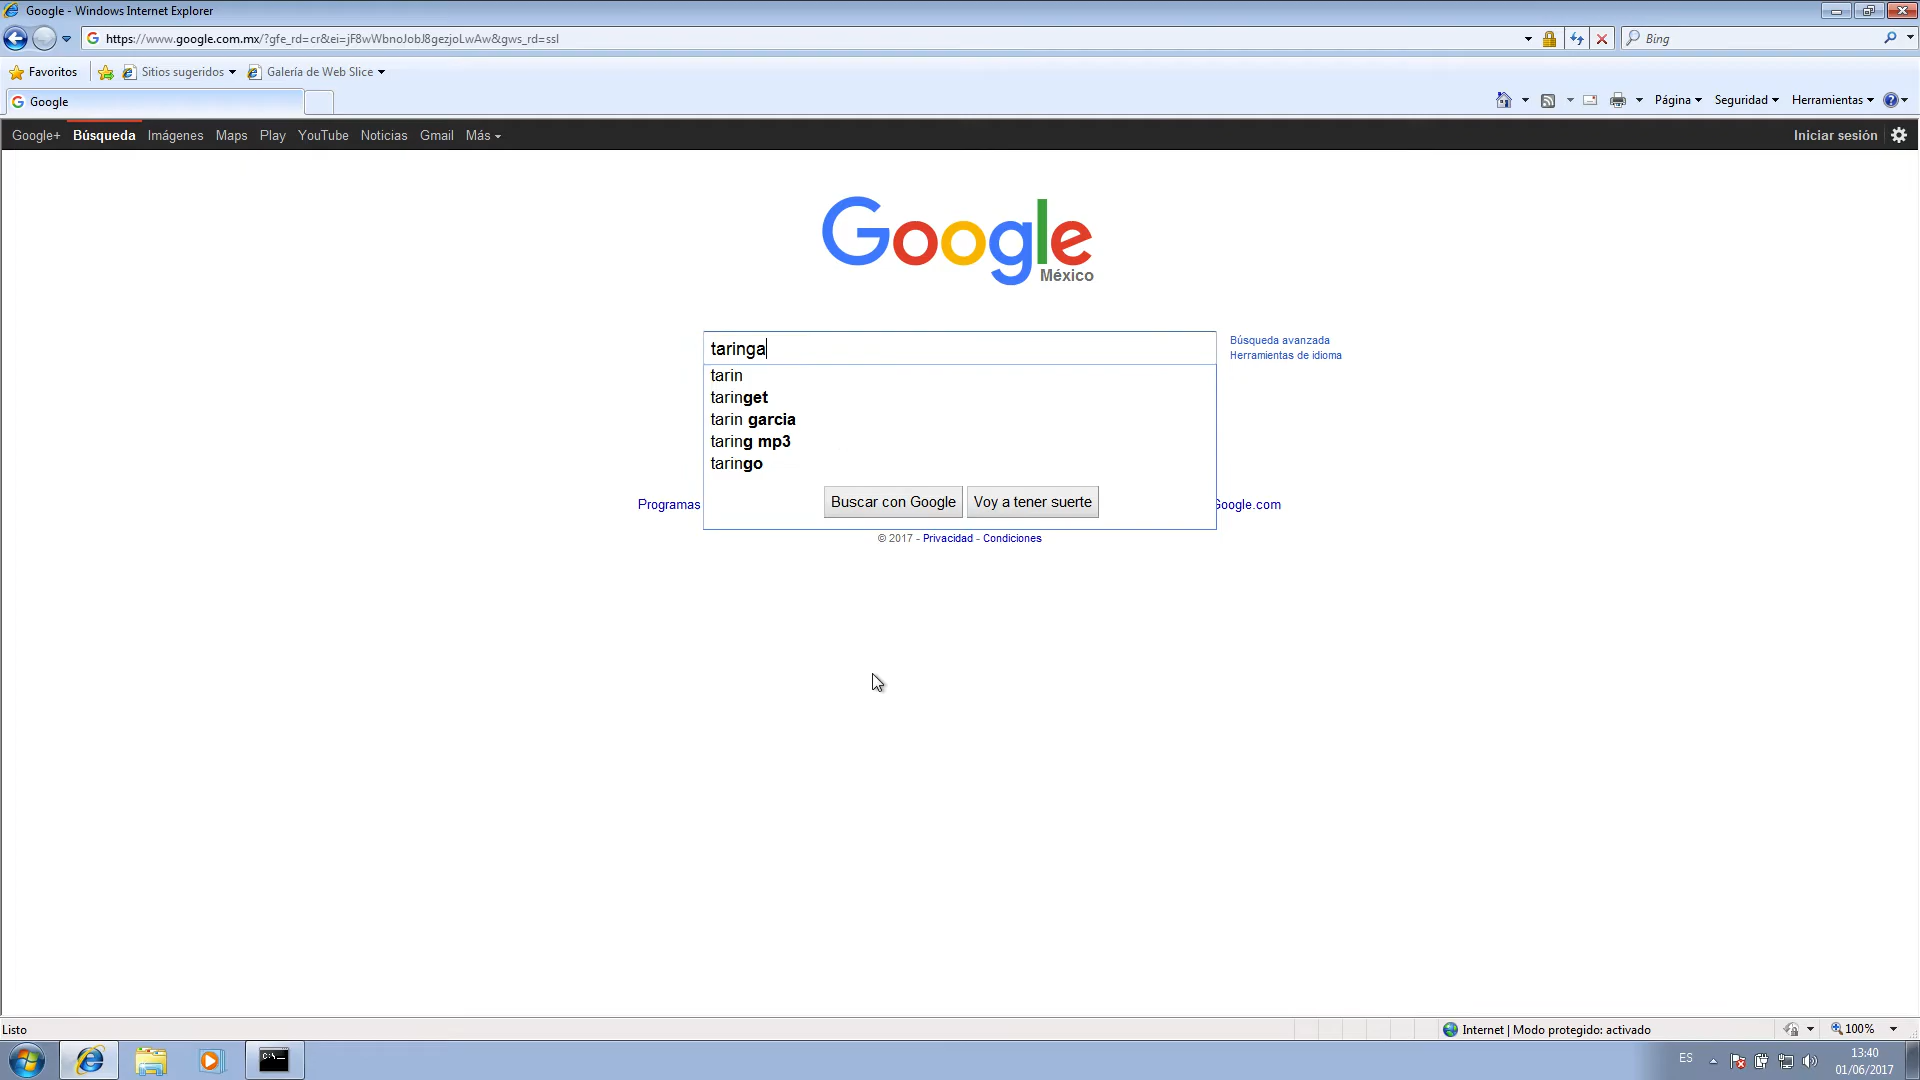 Google - Windows Internet Explorer
https://www.google.com.mx/?gfe_rd=cr&ei=jF8wWbnoJobJ8gezjoLwAw&gws_rd=ssl
Bing
Favoritos
Sitios sugeridos
Galería de Web Slice
Google
Página
Seguridad
Herramientas
Google+ Búsqueda Imágenes Maps Play YouTube Noticias Gmail Más
Iniciar sesión
Google
México
taringa
Búsqueda avanzada
Herramientas de idioma
tarin
taringet
tarin garcia
taring mp3
taringo
Buscar con Google
Voy a tener suerte
Programas
Google.com
© 2017 - Privacidad - Condiciones
Listo
Internet | Modo protegido: activado
100%
C:\_
ES
13:40
01/06/2017